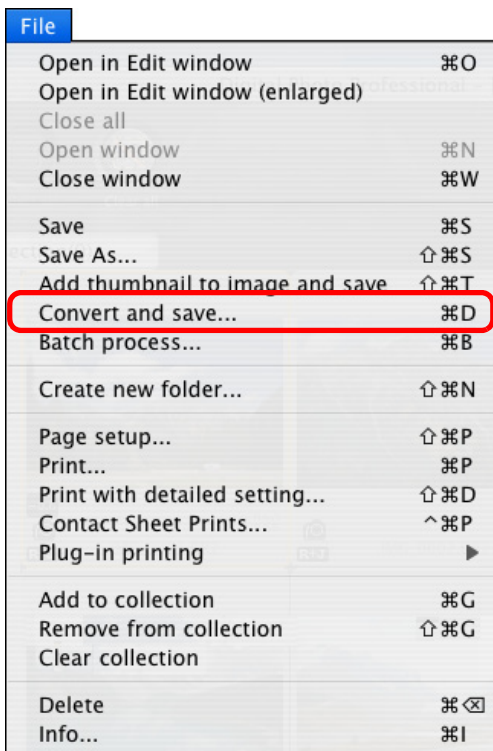 File
Open in Edit window ⌘O
Open in Edit window (enlarged)
Close all
Open window ⌘N
Close window ⌘W
Save ⌘S
Save As... ⇧⌘S
Add thumbnail to image and save ⇧⌘T
Convert and save... ⌘D
Batch process... ⌘B
Create new folder... ⇧⌘N
Page setup... ⇧⌘P
Print... ⌘P
Print with detailed setting... ⇧⌘D
Contact Sheet Prints... ^⌘P
Plug-in printing ▶
Add to collection ⌘G
Remove from collection ⇧⌘G
Clear collection
Delete ⌘⌫
Info... ⌘I